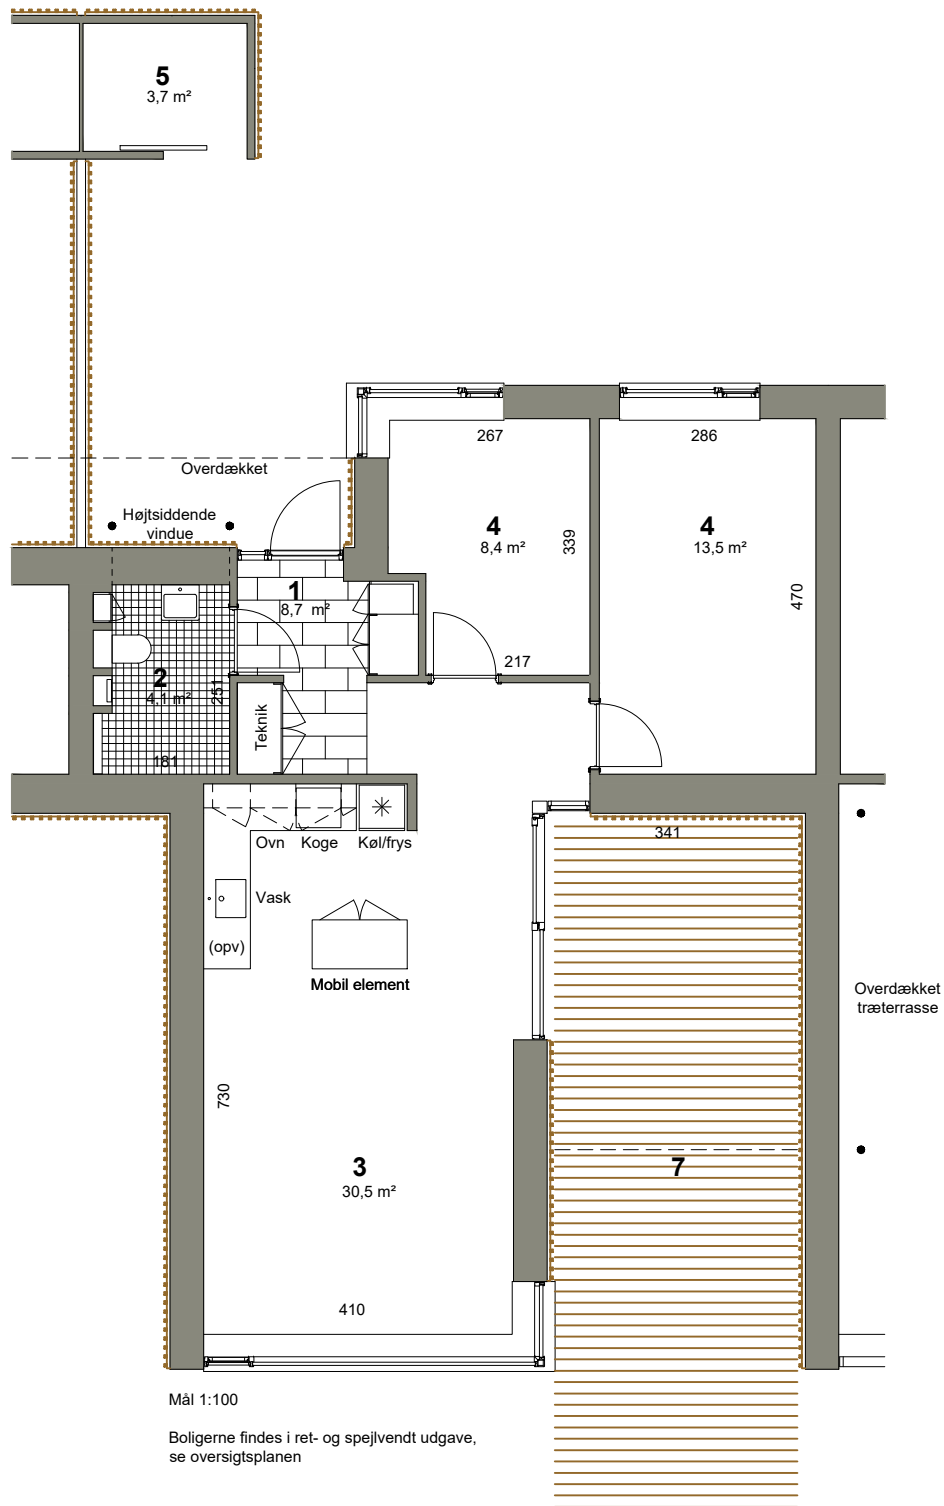 5
3,7 m²
267
286
Overdækket
Højtsiddende
vindue
4
8,4 m²
339
4
13,5 m²
470
1
8,7 m²
217
2
4,1 m²
251
181
Teknik
Ovn
Koge
Køl/frys
341
Vask
(opv)
Mobil element
Overdækket
træterrasse
730
3
30,5 m²
7
410
Mål 1:100
Boligerne findes i ret- og spejlvendt udgave,
se oversigtsplanen